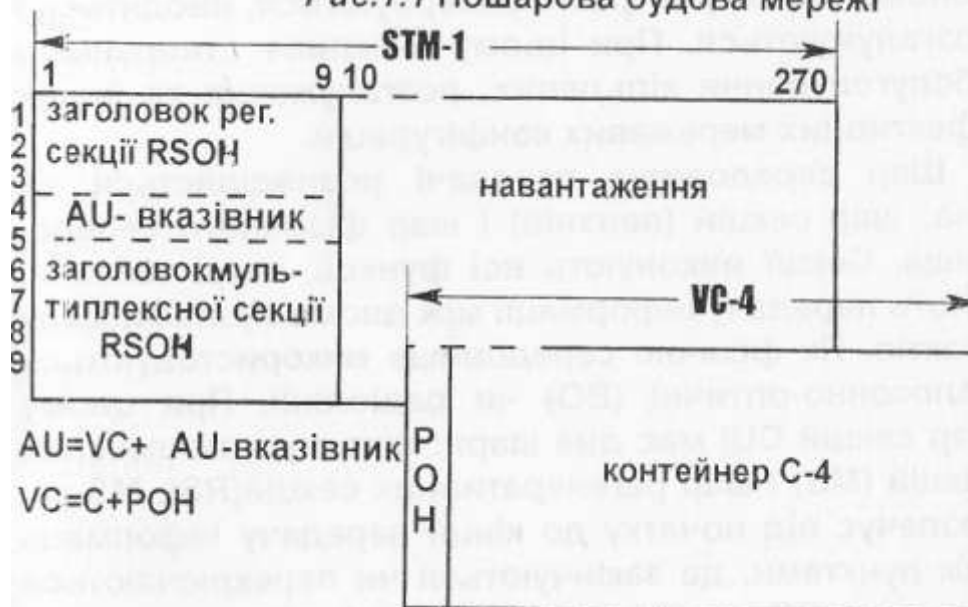 Рис.7.7 Пошарова будова мережі
STM-1
1 9 10 270
1 заголовок рег.
2 секції RSOH
3
4 AU- вказівник
5
6 заголовокмуль-
7 типлексної секції
8 RSOH
9
навантаження
VC-4
AU=VC+ AU-вказівник
VC=C+POH
P
O
H
контейнер С-4